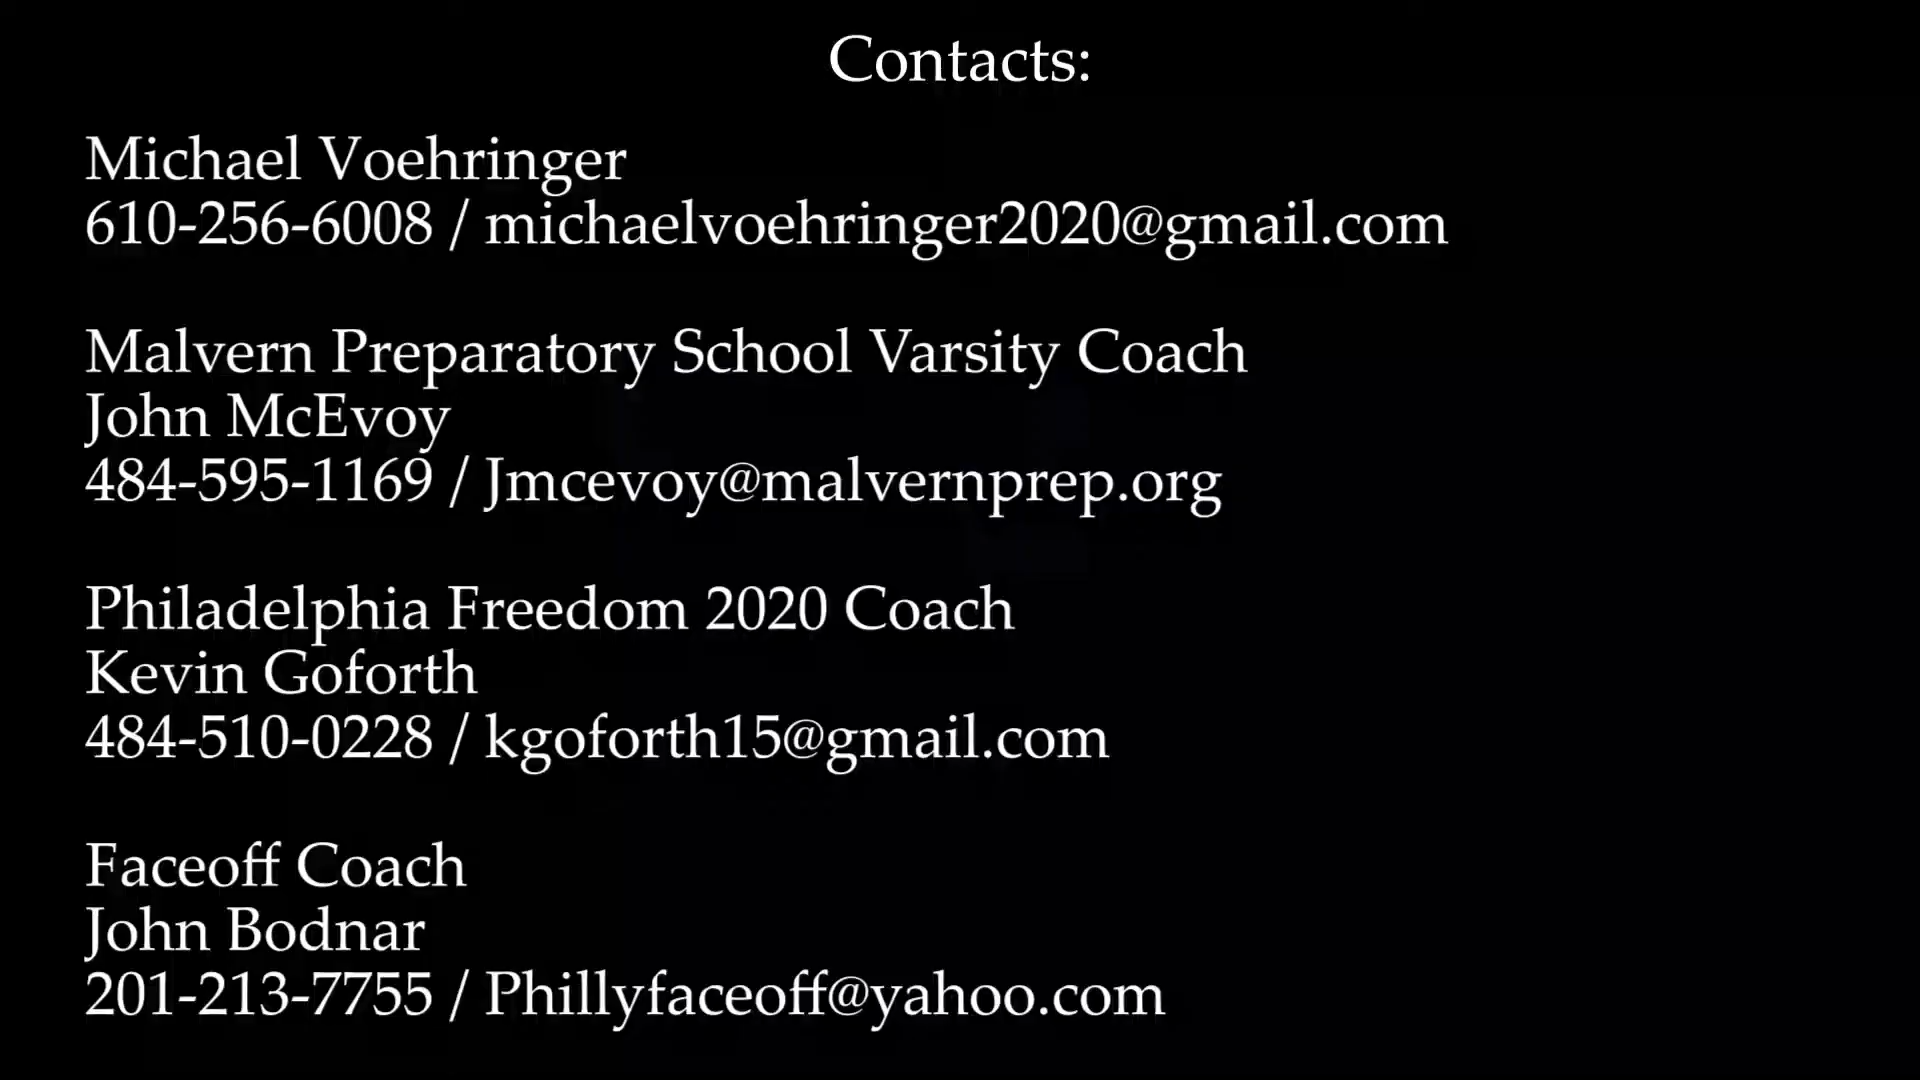 Contacts:
Michael Voehringer
610-256-6008 / michaelvoehringer2020@gmail.com
Malvern Preparatory School Varsity Coach
John McEvoy
484-595-1169 / Jmcevoy@malvernprep.org
Philadelphia Freedom 2020 Coach
Kevin Goforth
484-510-0228 / kgoforth15@gmail.com
Faceoff Coach
John Bodnar
201-213-7755 / Phillyfaceoff@yahoo.com